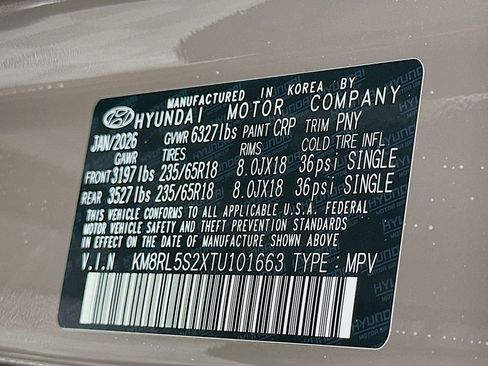 MANUFACTURED IN KOREA BY
HYUNDAI MOTOR COMPANY
JAN/2026 GVWR 6327lbs PAINT CRP TRIM PNY
GAWR TIRES RIMS COLD TIRE INFL
FRONT 3197lbs 235/65R18 8.0JX18 36psi SINGLE
REAR 3527lbs 235/65R18 8.0JX18 36psi SINGLE
THIS VEHICLE CONFORMS TO ALL APPLICABLE U.S.A. FEDERAL
MOTOR VEHICLE SAFETY AND THEFT PREVENTION STANDARDS
IN EFFECT ON THE DATE OF MANUFACTURE SHOWN ABOVE.
V.I.N KM8RL5S2XTU101663 TYPE : MPV